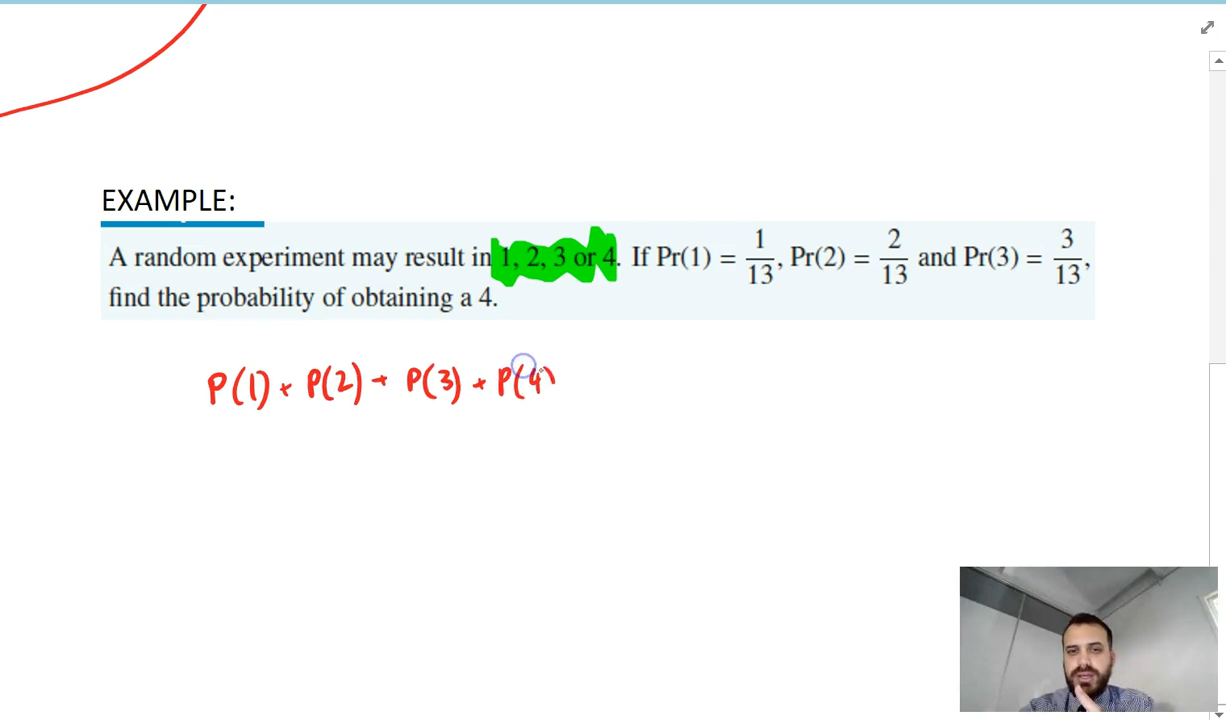 EXAMPLE:
A random experiment may result in 1, 2, 3 or 4. If Pr(1) = 1/13, Pr(2) = 2/13 and Pr(3) = 3/13,
find the probability of obtaining a 4.
P(1) + P(2) + P(3) + P(4)